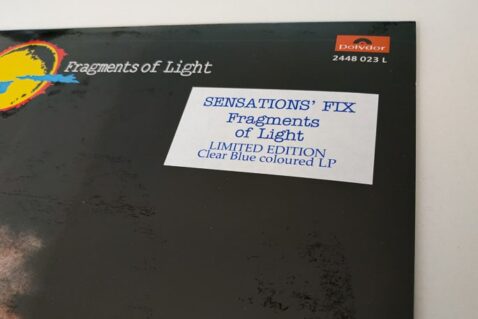 Fragments of Light
Polydor
2448 023 L
SENSATIONS' FIX
Fragments
of Light
LIMITED EDITION
Clear Blue coloured LP